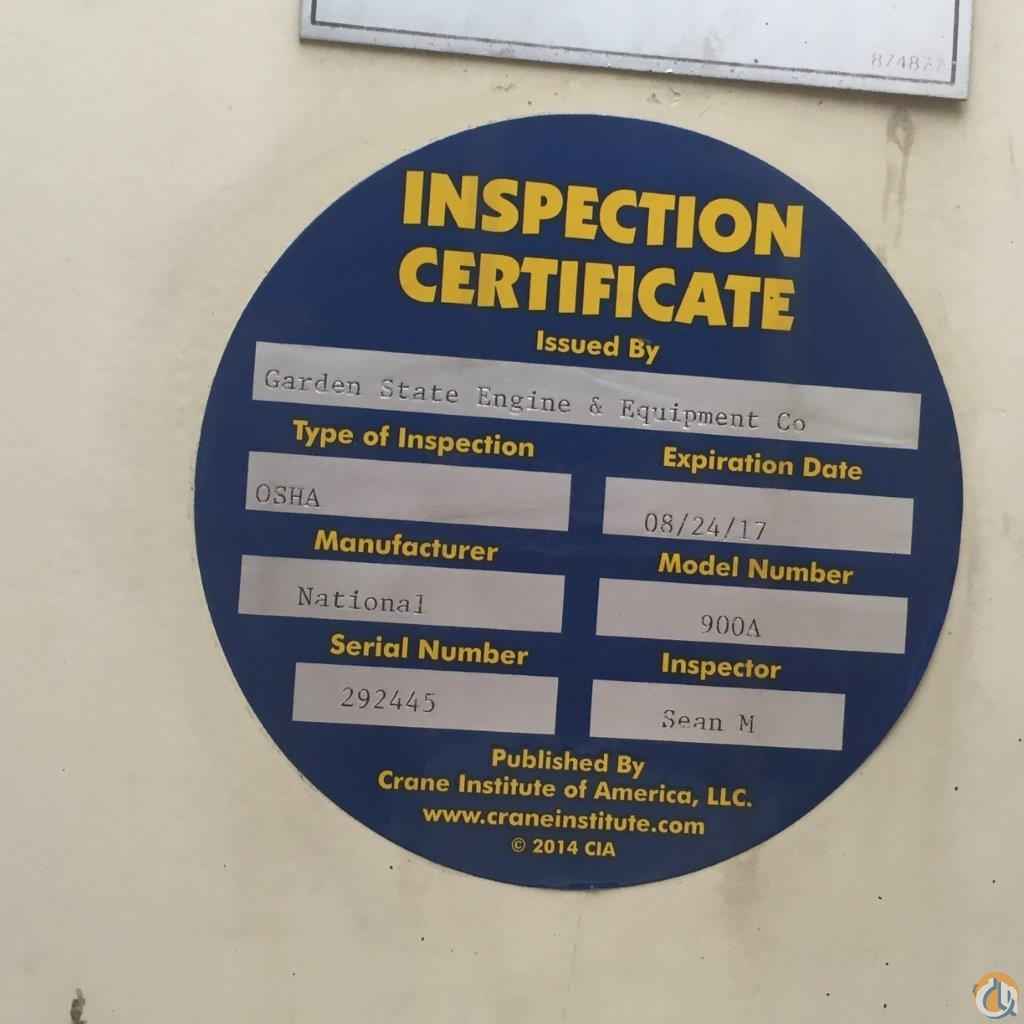 INSPECTION
CERTIFICATE
Issued By
Garden State Engine & Equipment Co
Type of Inspection
Expiration Date
OSHA
08/24/17
Manufacturer
Model Number
National
900A
Serial Number
Inspector
292445
Sean M
Published By
Crane Institute of America, LLC.
www.craneinstitute.com
© 2014 CIA